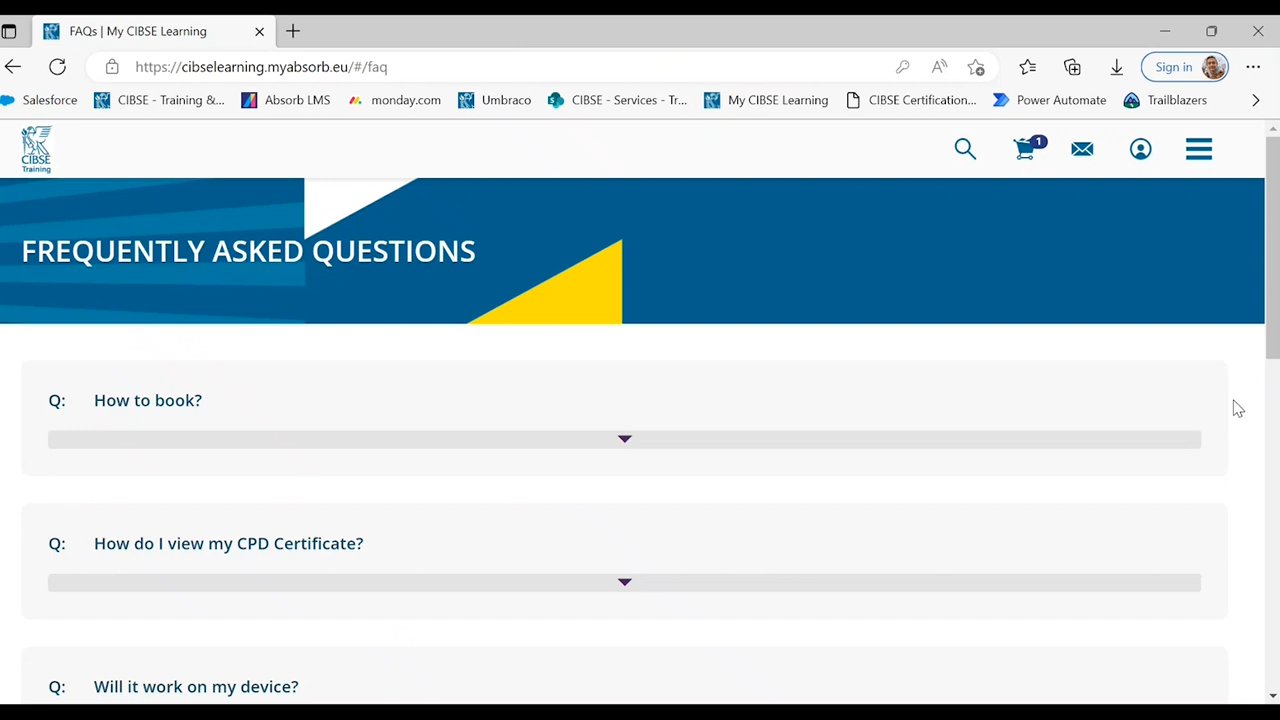 FAQs | My CIBSE Learning
https://cibselearning.myabsorb.eu/#/faq
Sign in
Salesforce
CIBSE - Training &...
Absorb LMS
monday.com
Umbraco
CIBSE - Services - Tr...
My CIBSE Learning
CIBSE Certification...
Power Automate
Trailblazers
CIBSE
Training
1
FREQUENTLY ASKED QUESTIONS
Q: How to book?
Q: How do I view my CPD Certificate?
Q: Will it work on my device?